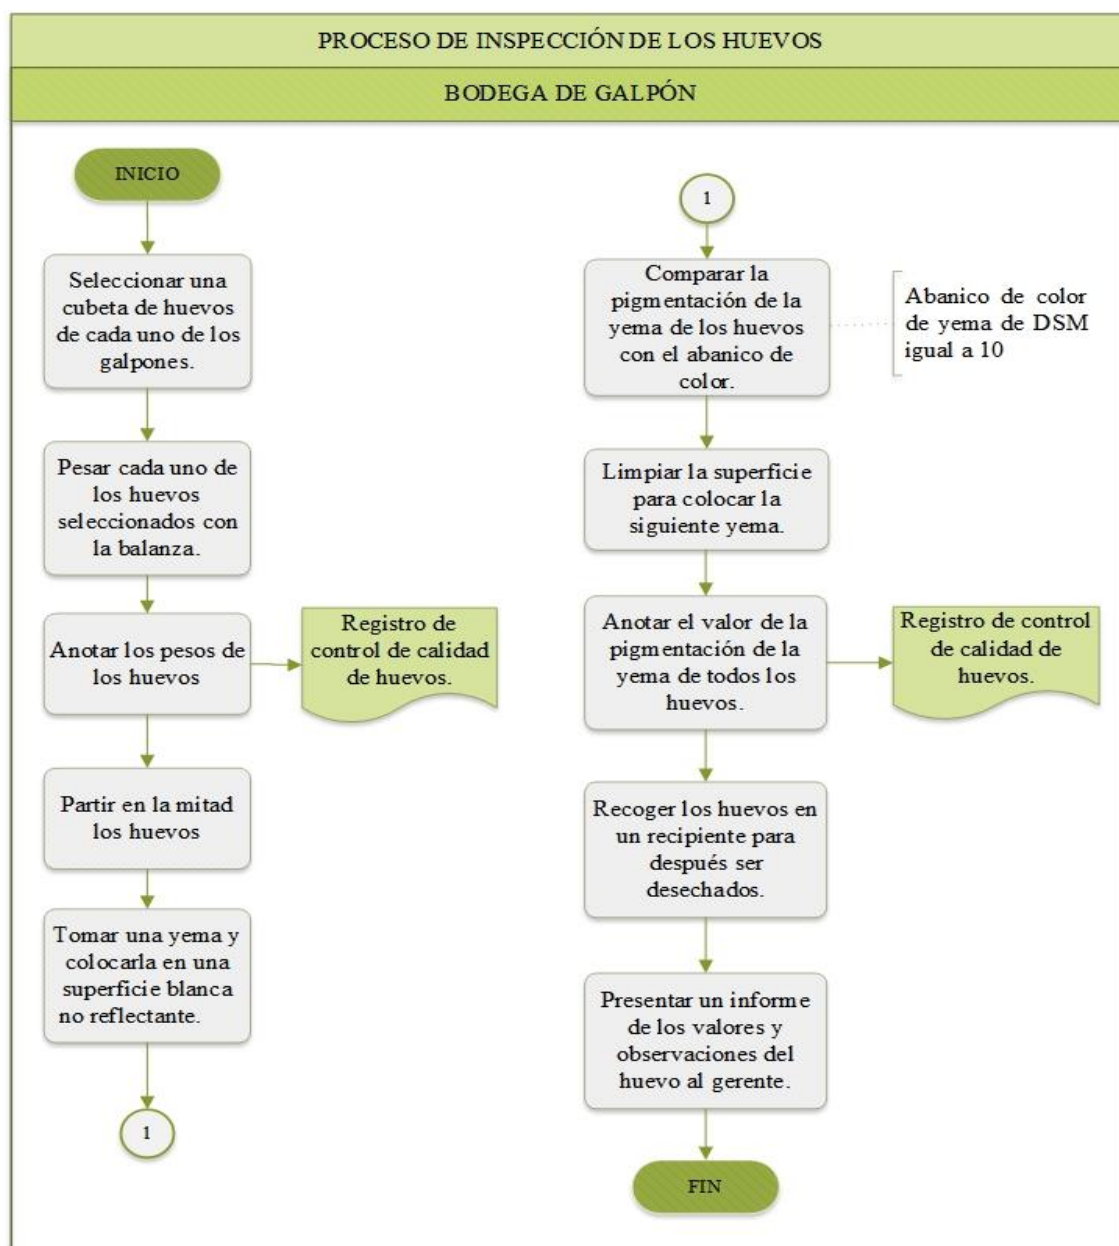 PROCESO DE INSPECCIÓN DE LOS HUEVOS
BODEGA DE GALPÓN
INICIO
Seleccionar una
cubeta de huevos
de cada uno de los
galpones.
Pesar cada uno de
los huevos
seleccionados con
la balanza.
Anotar los pesos de
los huevos
Registro de
control de calidad
de huevos.
Partir en la mitad
los huevos
Tomar una yema y
colocarla en una
superficie blanca
no reflectante.
1
1
Comparar la
pigmentación de la
yema de los huevos
con el abanico de
color.
Abanico de color
de yema de DSM
igual a 10
Limpiar la superficie
para colocar la
siguiente yema.
Anotar el valor de la
pigmentación de la
yema de todos los
huevos.
Registro de control
de calidad de
huevos.
Recoger los huevos en
un recipiente para
después ser
desechados.
Presentar un informe
de los valores y
observaciones del
huevo al gerente.
FIN